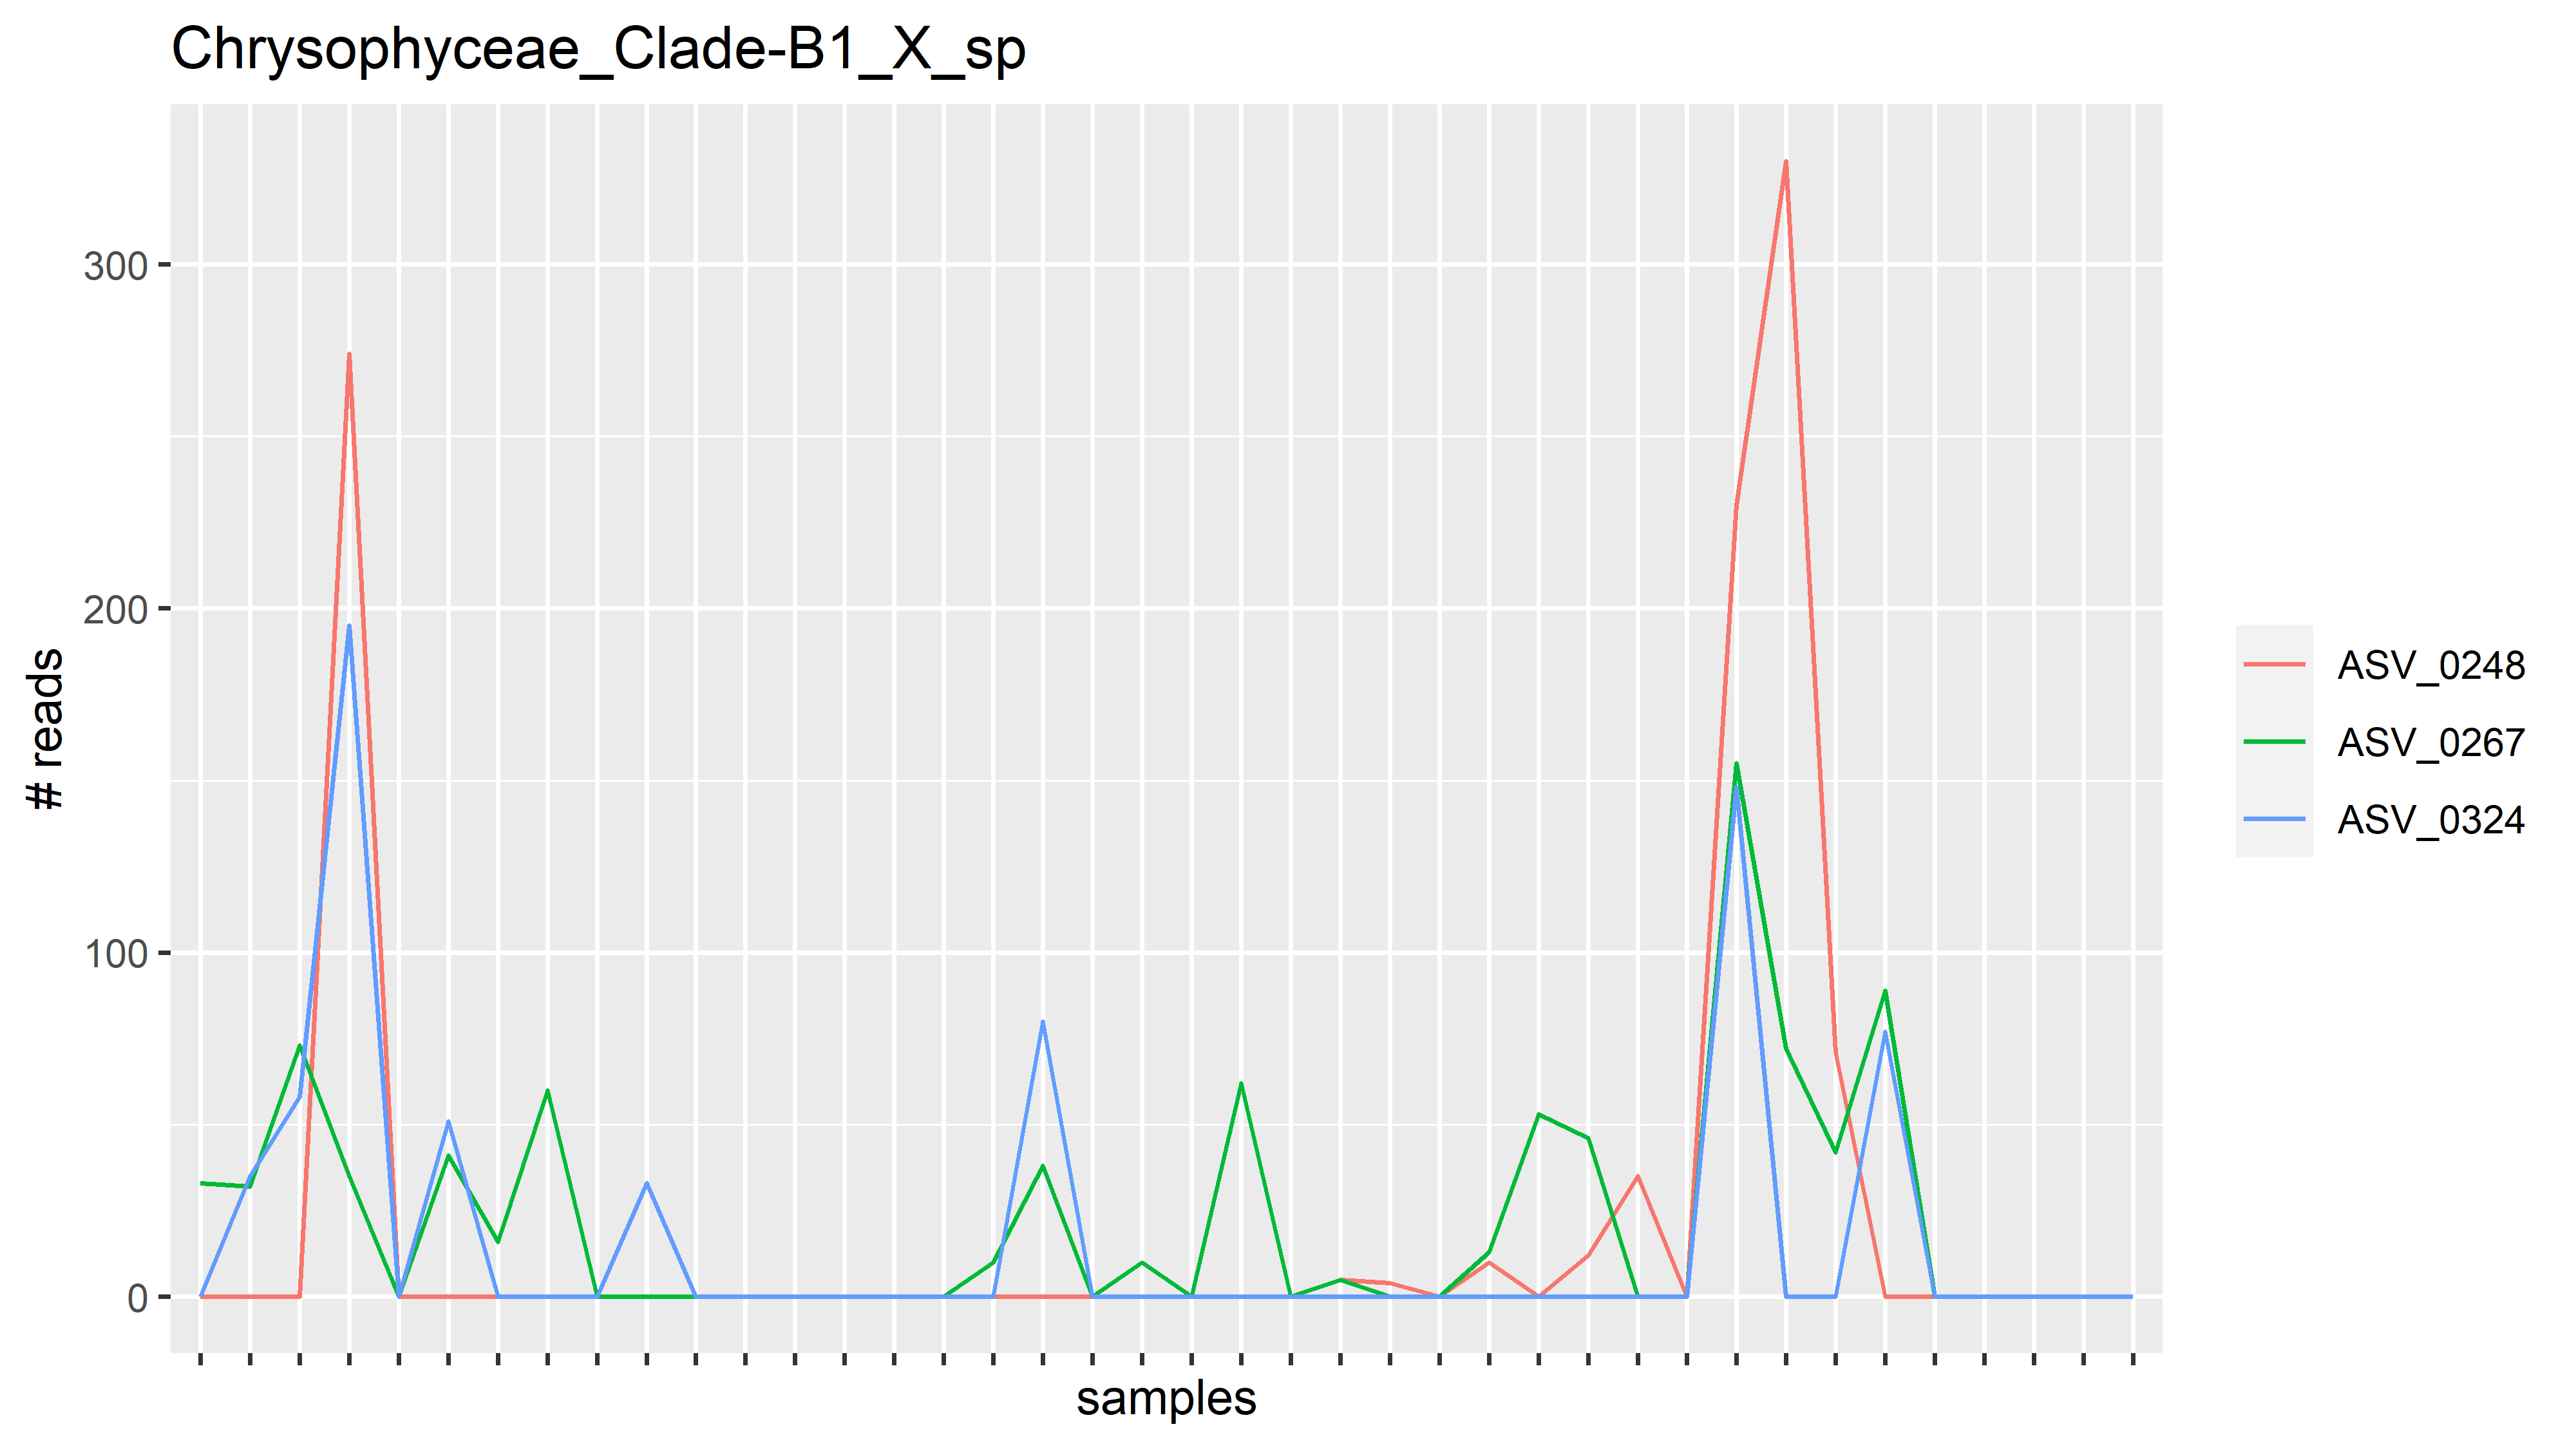 Chrysophyceae_Clade-B1_X_sp
300
200
100
0
# reads
samples
ASV_0248
ASV_0267
ASV_0324